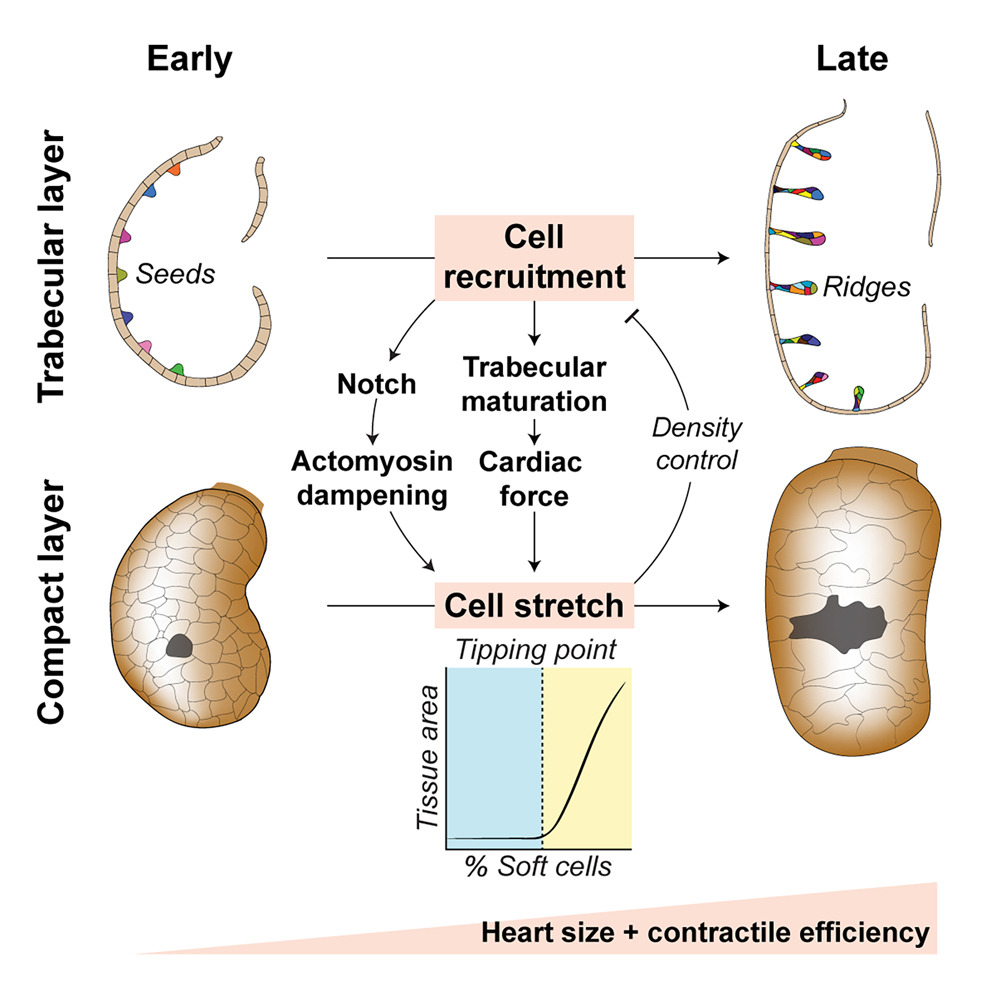 Early
Late
Trabecular layer
Seeds
Cell
recruitment
Ridges
Notch
Trabecular
maturation
Density
control
Actomyosin
dampening
Cardiac
force
Compact layer
Cell stretch
Tipping point
Tissue area
% Soft cells
Heart size + contractile efficiency